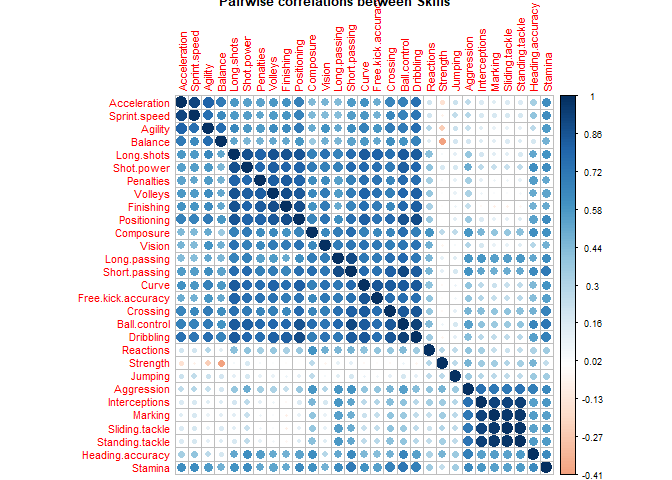 Pairwise correlations between Skills
Acceleration
Sprint.speed
Agility
Balance
Long.shots
Shot.power
Penalties
Volleys
Finishing
Positioning
Composure
Vision
Long.passing
Short.passing
Curve
Free.kick.accura
Crossing
Ball.control
Dribbling
Reactions
Strength
Jumping
Aggression
Interceptions
Marking
Sliding.tackle
Standing.tackle
Heading.accuracy
Stamina
Acceleration
Sprint.speed
Agility
Balance
Long.shots
Shot.power
Penalties
Volleys
Finishing
Positioning
Composure
Vision
Long.passing
Short.passing
Curve
Free.kick.accuracy
Crossing
Ball.control
Dribbling
Reactions
Strength
Jumping
Aggression
Interceptions
Marking
Sliding.tackle
Standing.tackle
Heading.accuracy
Stamina
1
0.86
0.72
0.58
0.44
0.3
0.16
0.02
-0.13
-0.27
-0.41